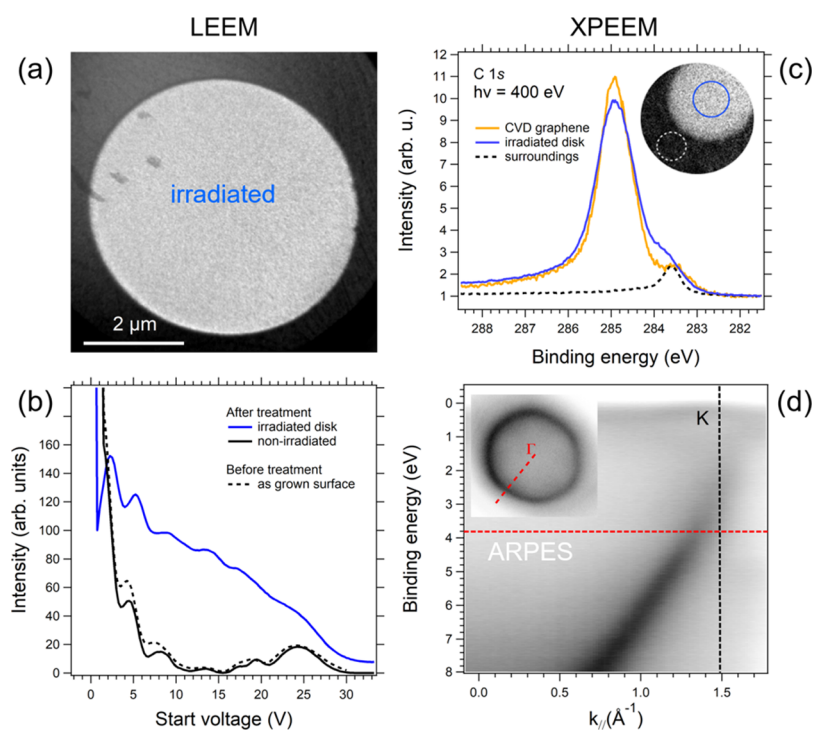 LEEM
XPEEM
(a)
irradiated
2 μm
(c)
C 1s
hν = 400 eV
CVD graphene
irradiated disk
surroundings
Intensity (arb. u.)
12
11
10
9
8
7
6
5
4
3
2
1
288
287
286
285
284
283
282
Binding energy (eV)
(b)
After treatment
irradiated disk
non-irradiated
Before treatment
as grown surface
Intensity (arb. units)
160
140
120
100
80
60
40
20
0
0
5
10
15
20
25
30
Start voltage (V)
(d)
Γ
K
ARPES
Binding energy (eV)
0
1
2
3
4
5
6
7
8
-0.0
0.5
1.0
1.5
k//(Å-1)